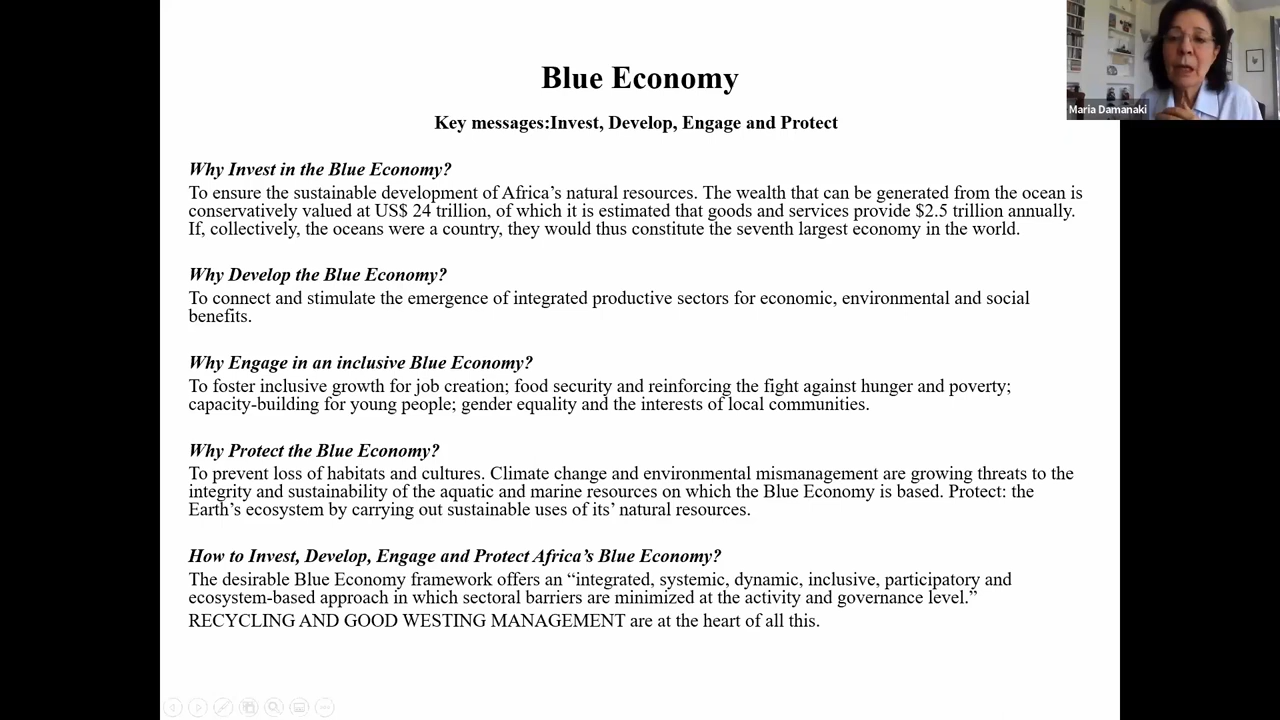 Blue Economy
Key messages:Invest, Develop, Engage and Protect
Maria Damanaki
Why Invest in the Blue Economy?
To ensure the sustainable development of Africa’s natural resources. The wealth that can be generated from the ocean is
conservatively valued at US$ 24 trillion, of which it is estimated that goods and services provide $2.5 trillion annually.
If, collectively, the oceans were a country, they would thus constitute the seventh largest economy in the world.
Why Develop the Blue Economy?
To connect and stimulate the emergence of integrated productive sectors for economic, environmental and social
benefits.
Why Engage in an inclusive Blue Economy?
To foster inclusive growth for job creation; food security and reinforcing the fight against hunger and poverty;
capacity-building for young people; gender equality and the interests of local communities.
Why Protect the Blue Economy?
To prevent loss of habitats and cultures. Climate change and environmental mismanagement are growing threats to the
integrity and sustainability of the aquatic and marine resources on which the Blue Economy is based. Protect: the
Earth’s ecosystem by carrying out sustainable uses of its’ natural resources.
How to Invest, Develop, Engage and Protect Africa’s Blue Economy?
The desirable Blue Economy framework offers an “integrated, systemic, dynamic, inclusive, participatory and
ecosystem-based approach in which sectoral barriers are minimized at the activity and governance level.”
RECYCLING AND GOOD WESTING MANAGEMENT are at the heart of all this.